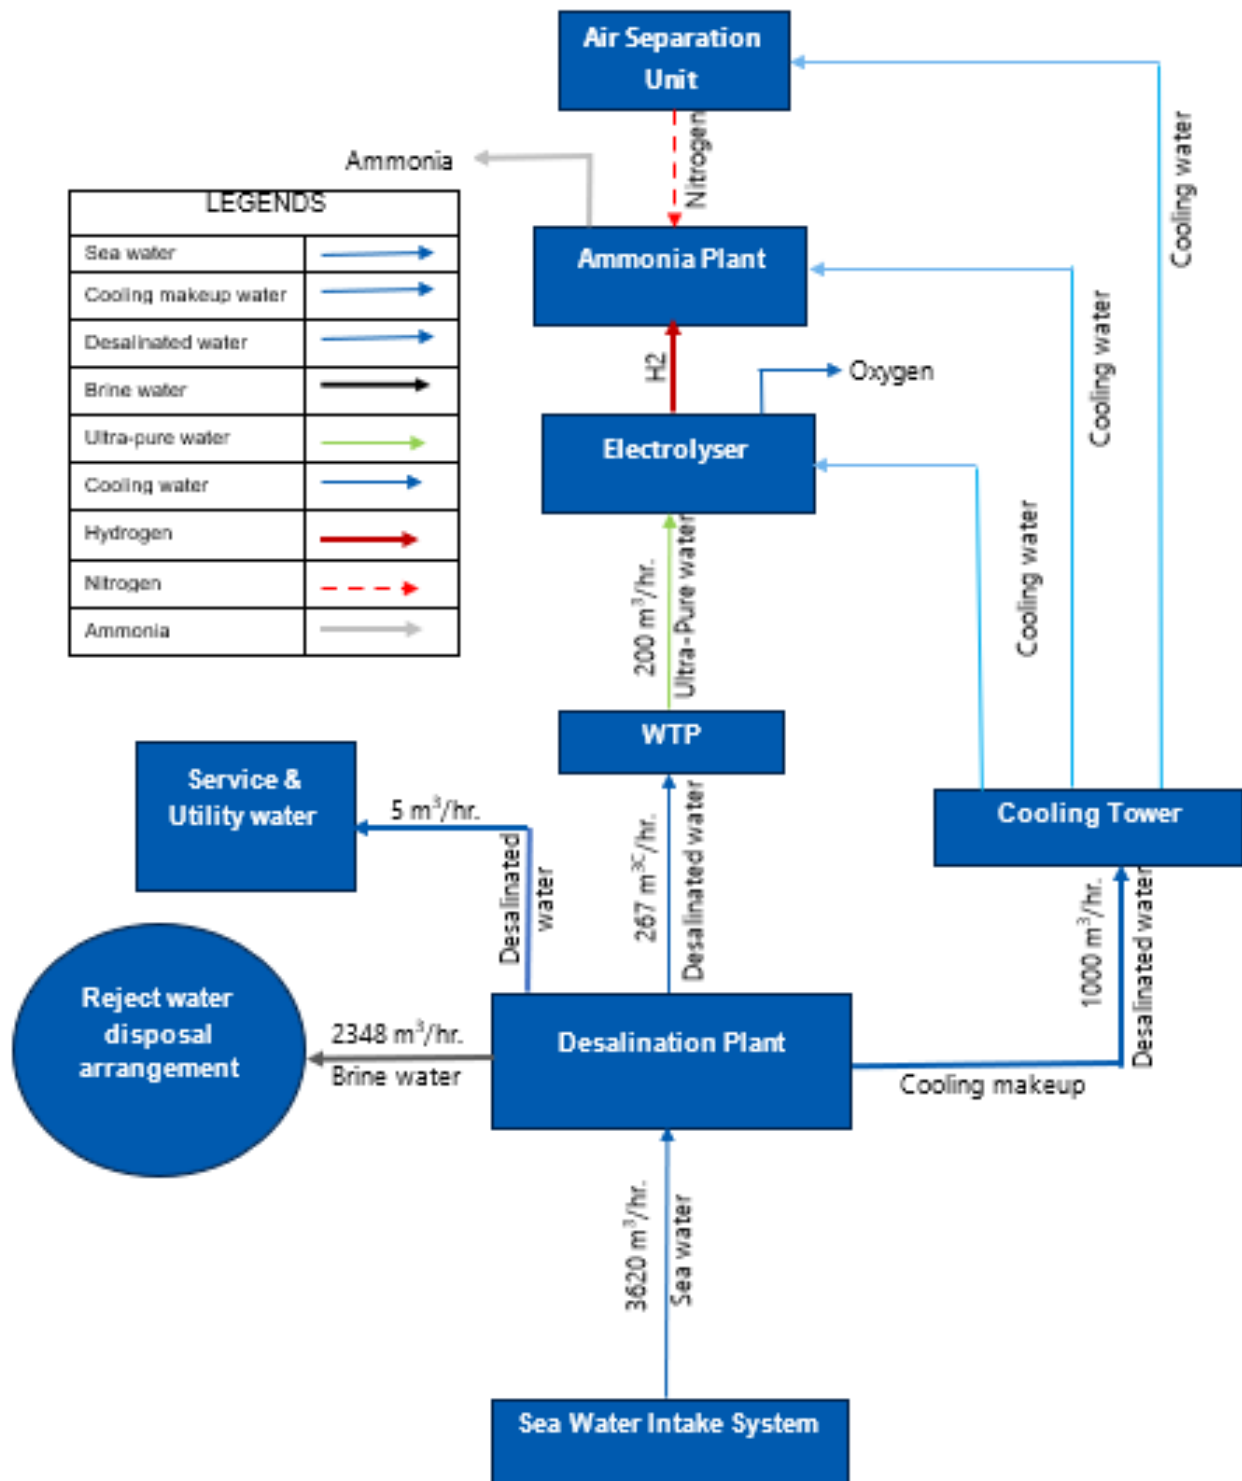 Air Separation
Unit
Nitrogen
Cooling water
Ammonia
LEGENDS
Sea water
Cooling makeup water
Desalinated water
Brine water
Ultra-pure water
Cooling water
Hydrogen
Nitrogen
Ammonia
Ammonia Plant
Cooling water
H2
Oxygen
Electrolyser
Cooling water
200 m³/hr.
Ultra-Pure water
WTP
Service &
Utility water
5 m³/hr.
Desalinated
water
267 m³ᶜ/hr.
Desalinated water
Cooling Tower
1000 m³/hr.
Desalinated water
Reject water
disposal
arrangement
2348 m³/hr.
Brine water
Desalination Plant
Cooling makeup
3620 m³/hr.
Sea water
Sea Water Intake System